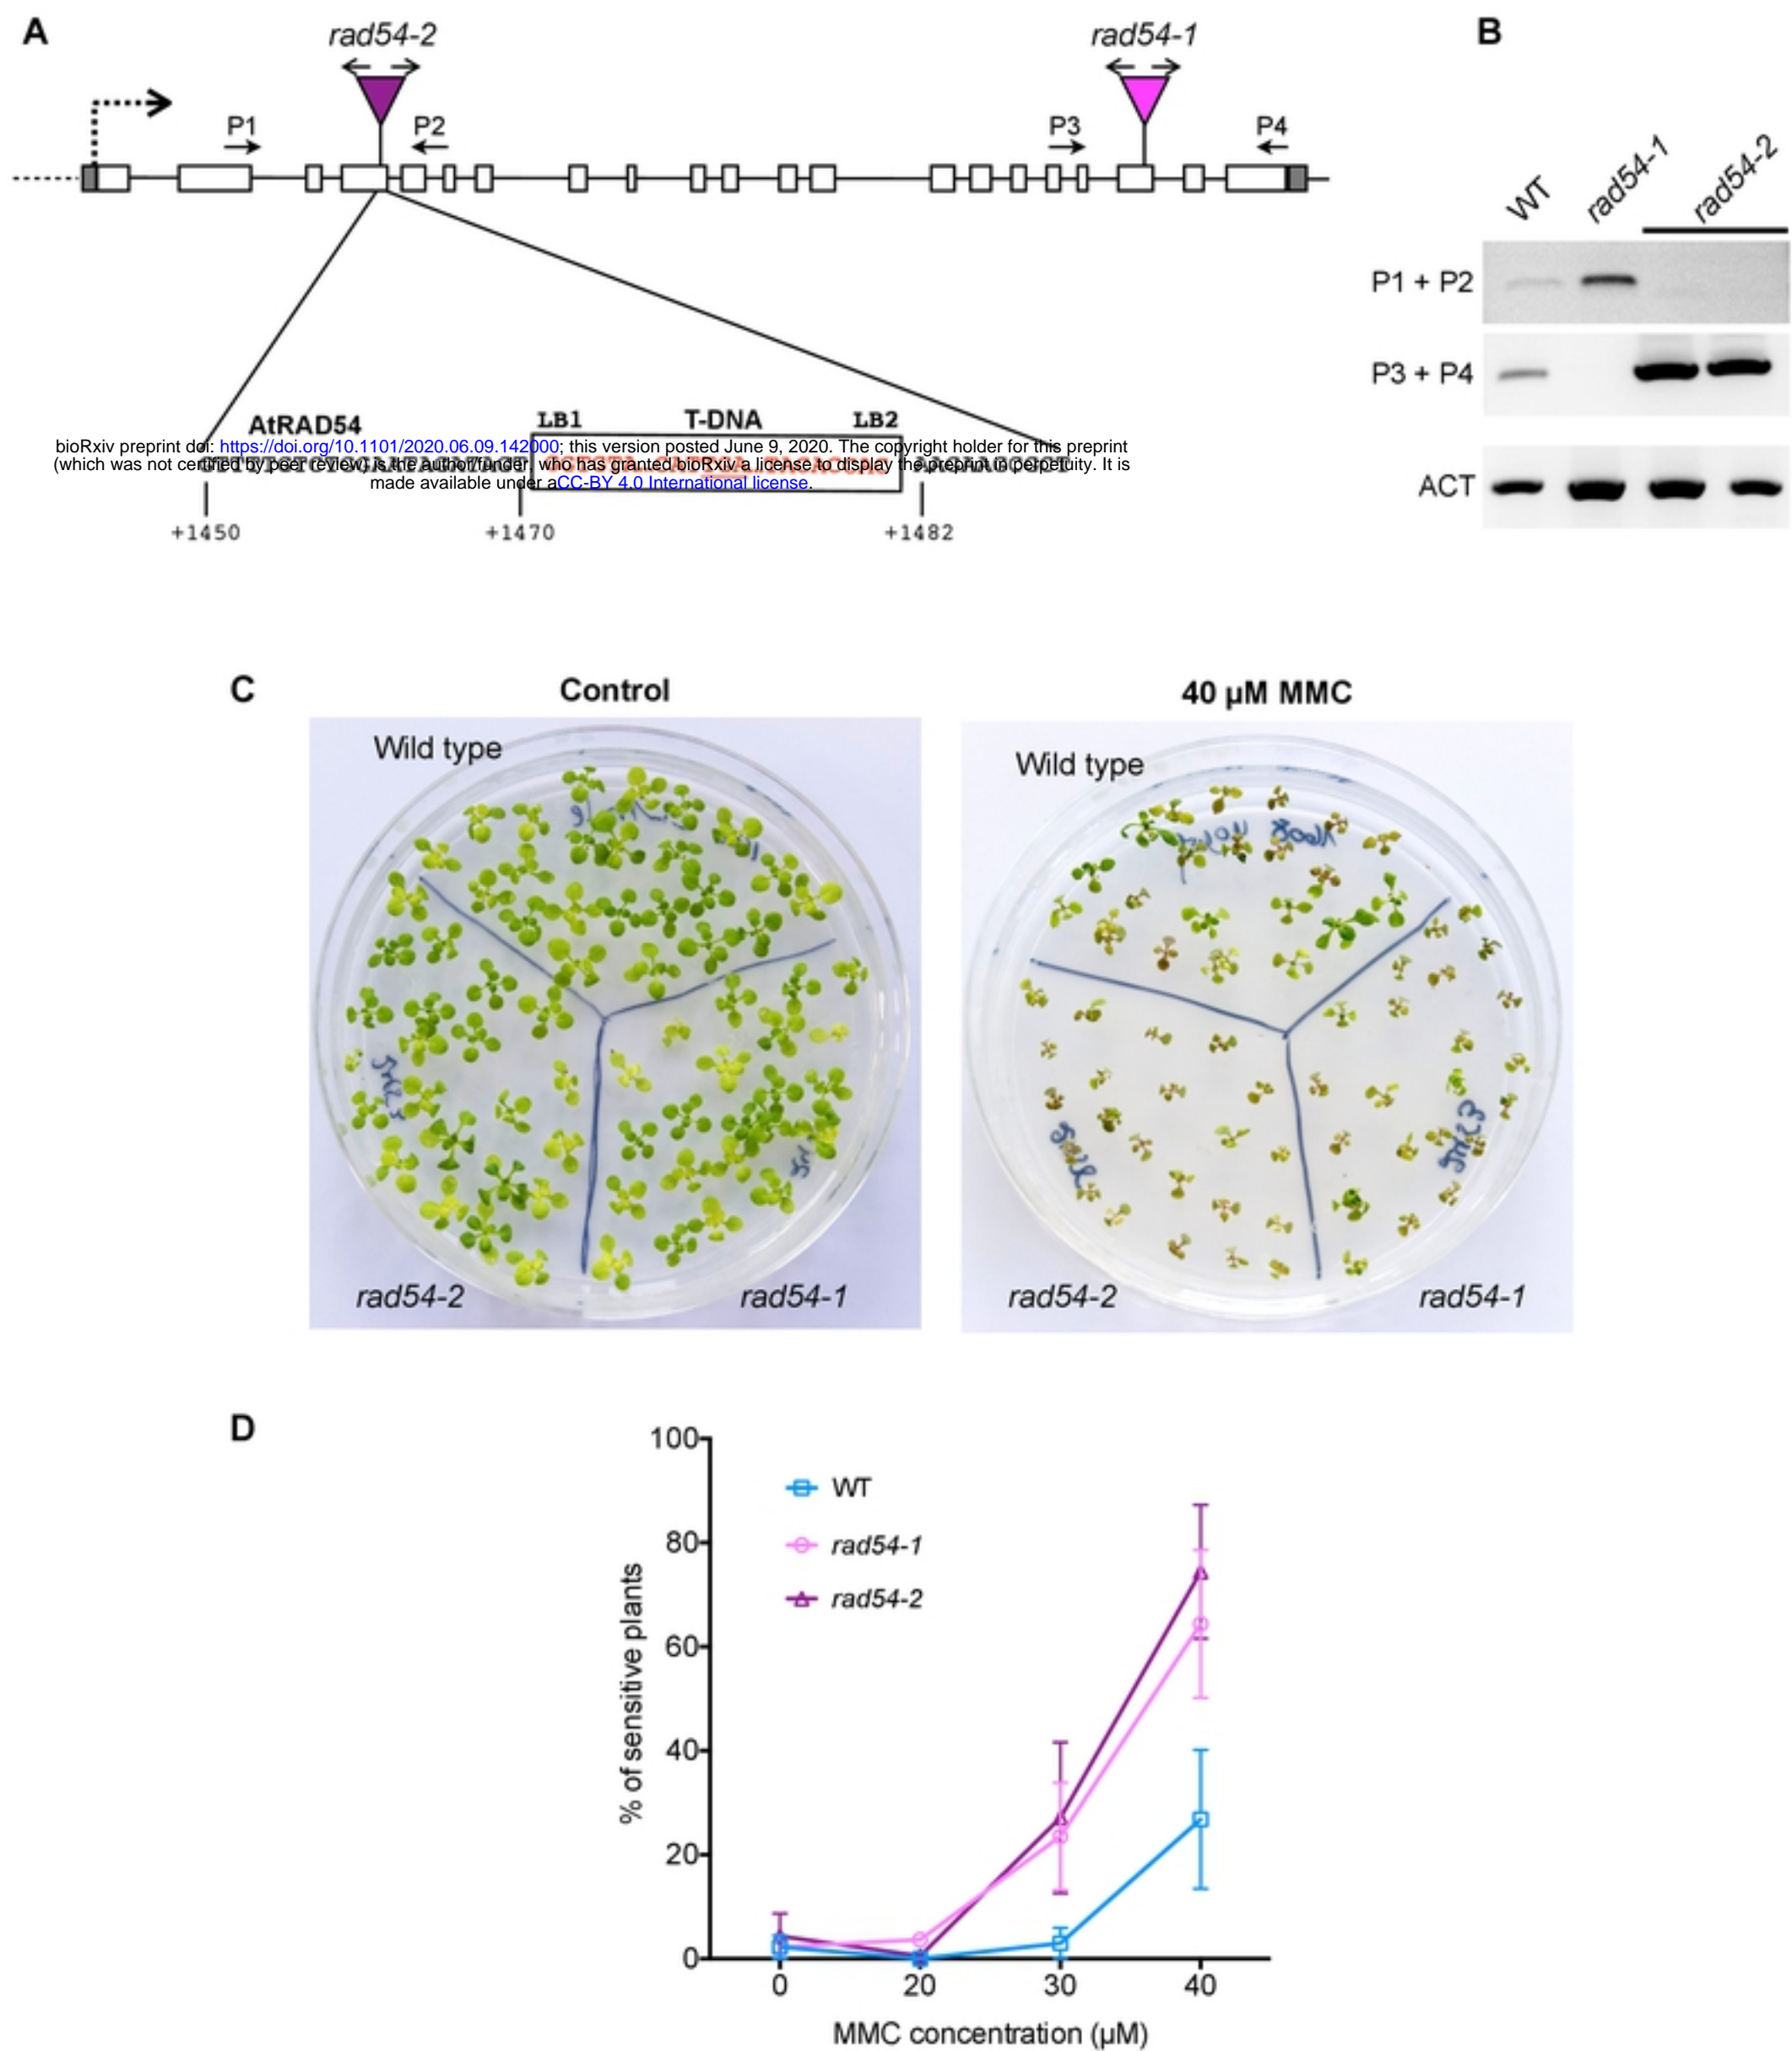 A
B
rad54-2
rad54-1
P1
P2
P3
P4
WT
rad54-1
rad54-2
P1 + P2
P3 + P4
ACT
AtRAD54
LB1
T-DNA
LB2
bioRxiv preprint doi: https://doi.org/10.1101/2020.06.09.142000; this version posted June 9, 2020. The copyright holder for this preprint
(which was not certified by peer review) is the author/funder, who has granted bioRxiv a license to display the preprint in perpetuity. It is
made available under aCC-BY 4.0 International license.
+1450
+1470
+1482
C
Control
40 µM MMC
Wild type
Wild type
rad54-2
rad54-1
rad54-2
rad54-1
D
100
80
60
40
20
0
WT
rad54-1
rad54-2
% of sensitive plants
0
20
30
40
MMC concentration (µM)